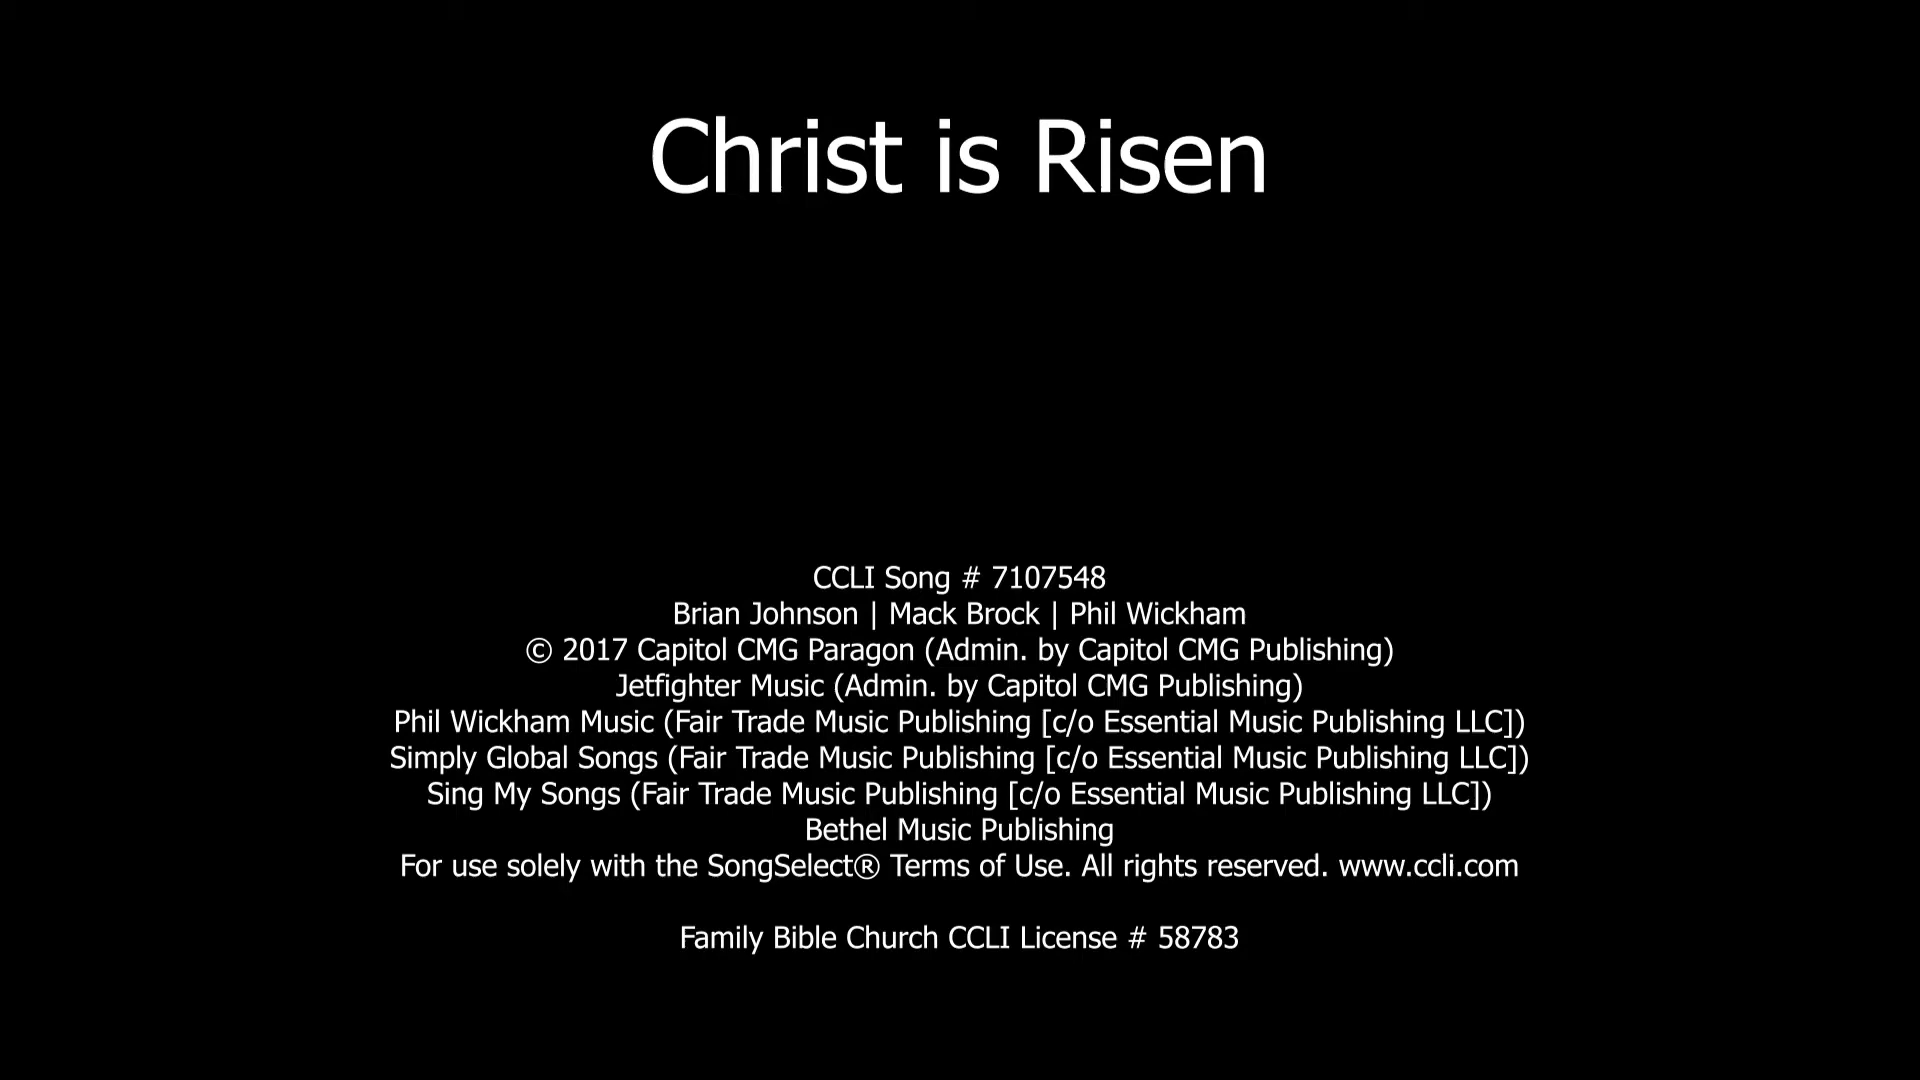 Christ is Risen
CCLI Song # 7107548
Brian Johnson | Mack Brock | Phil Wickham
© 2017 Capitol CMG Paragon (Admin. by Capitol CMG Publishing)
Jetfighter Music (Admin. by Capitol CMG Publishing)
Phil Wickham Music (Fair Trade Music Publishing [c/o Essential Music Publishing LLC])
Simply Global Songs (Fair Trade Music Publishing [c/o Essential Music Publishing LLC])
Sing My Songs (Fair Trade Music Publishing [c/o Essential Music Publishing LLC])
Bethel Music Publishing
For use solely with the SongSelect® Terms of Use. All rights reserved. www.ccli.com
Family Bible Church CCLI License # 58783